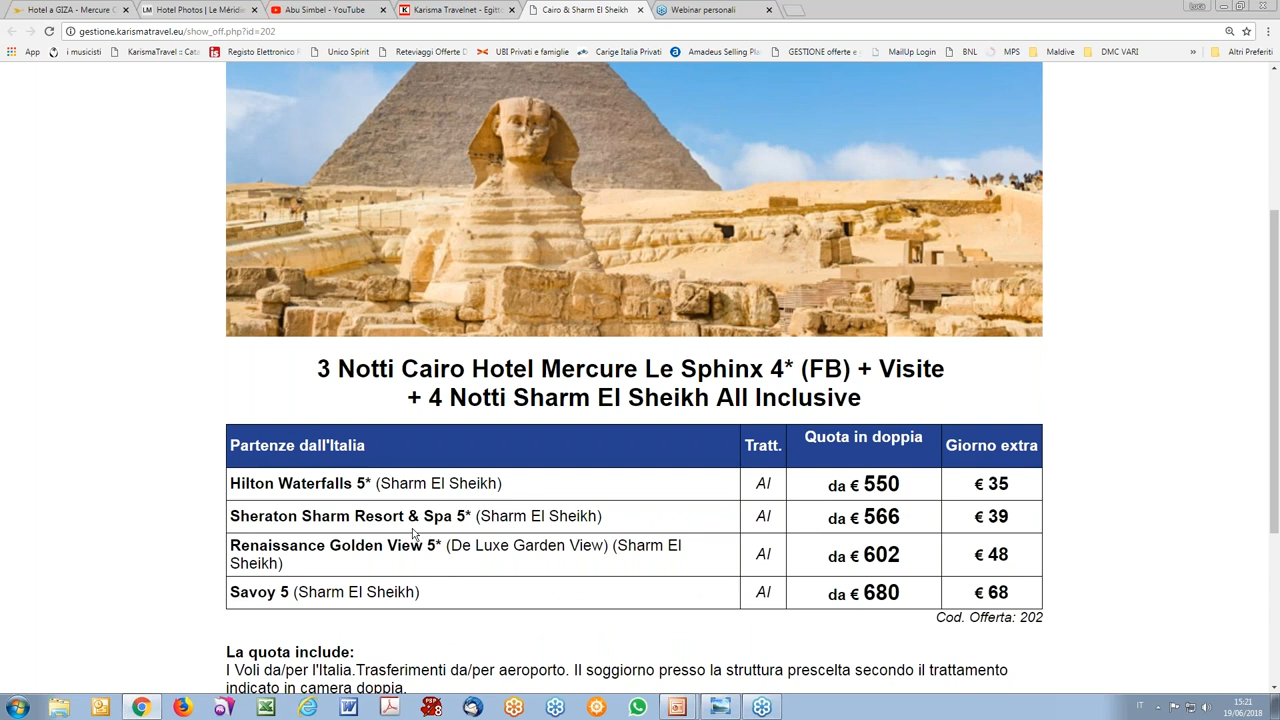 Hotel a GIZA - Mercure C
Hotel Photos | Le Méridie
Abu Simbel - YouTube
Karisma Travelnet - Egitt
Cairo & Sharm El Sheikh
Webinar personali
Luca
gestione.karismatravel.eu/show_off.php?id=202
App
i musicisti
KarismaTravel :: Cata
Registo Elettronico F
Unico Spirit
Reteviaggi Offerte D
UBI Privati e famiglie
Carige Italia Privati
Amadeus Selling Pla
GESTIONE offerte e s
MailUp Login
BNL
MPS
Maldive
DMC VARI
»
Altri Preferiti
3 Notti Cairo Hotel Mercure Le Sphinx 4* (FB) + Visite
+ 4 Notti Sharm El Sheikh All Inclusive
Partenze dall'Italia Tratt. Quota in doppia Giorno extra
Hilton Waterfalls 5* (Sharm El Sheikh) AI da € 550 € 35
Sheraton Sharm Resort & Spa 5* (Sharm El Sheikh) AI da € 566 € 39
Renaissance Golden View 5* (De Luxe Garden View) (Sharm El
Sheikh) AI da € 602 € 48
Savoy 5 (Sharm El Sheikh) AI da € 680 € 68
Cod. Offerta: 202
La quota include:
I Voli da/per l'Italia.Trasferimenti da/per aeroporto. Il soggiorno presso la struttura prescelta secondo il trattamento
indicato in camera doppia.
IT
15:21
19/06/2018